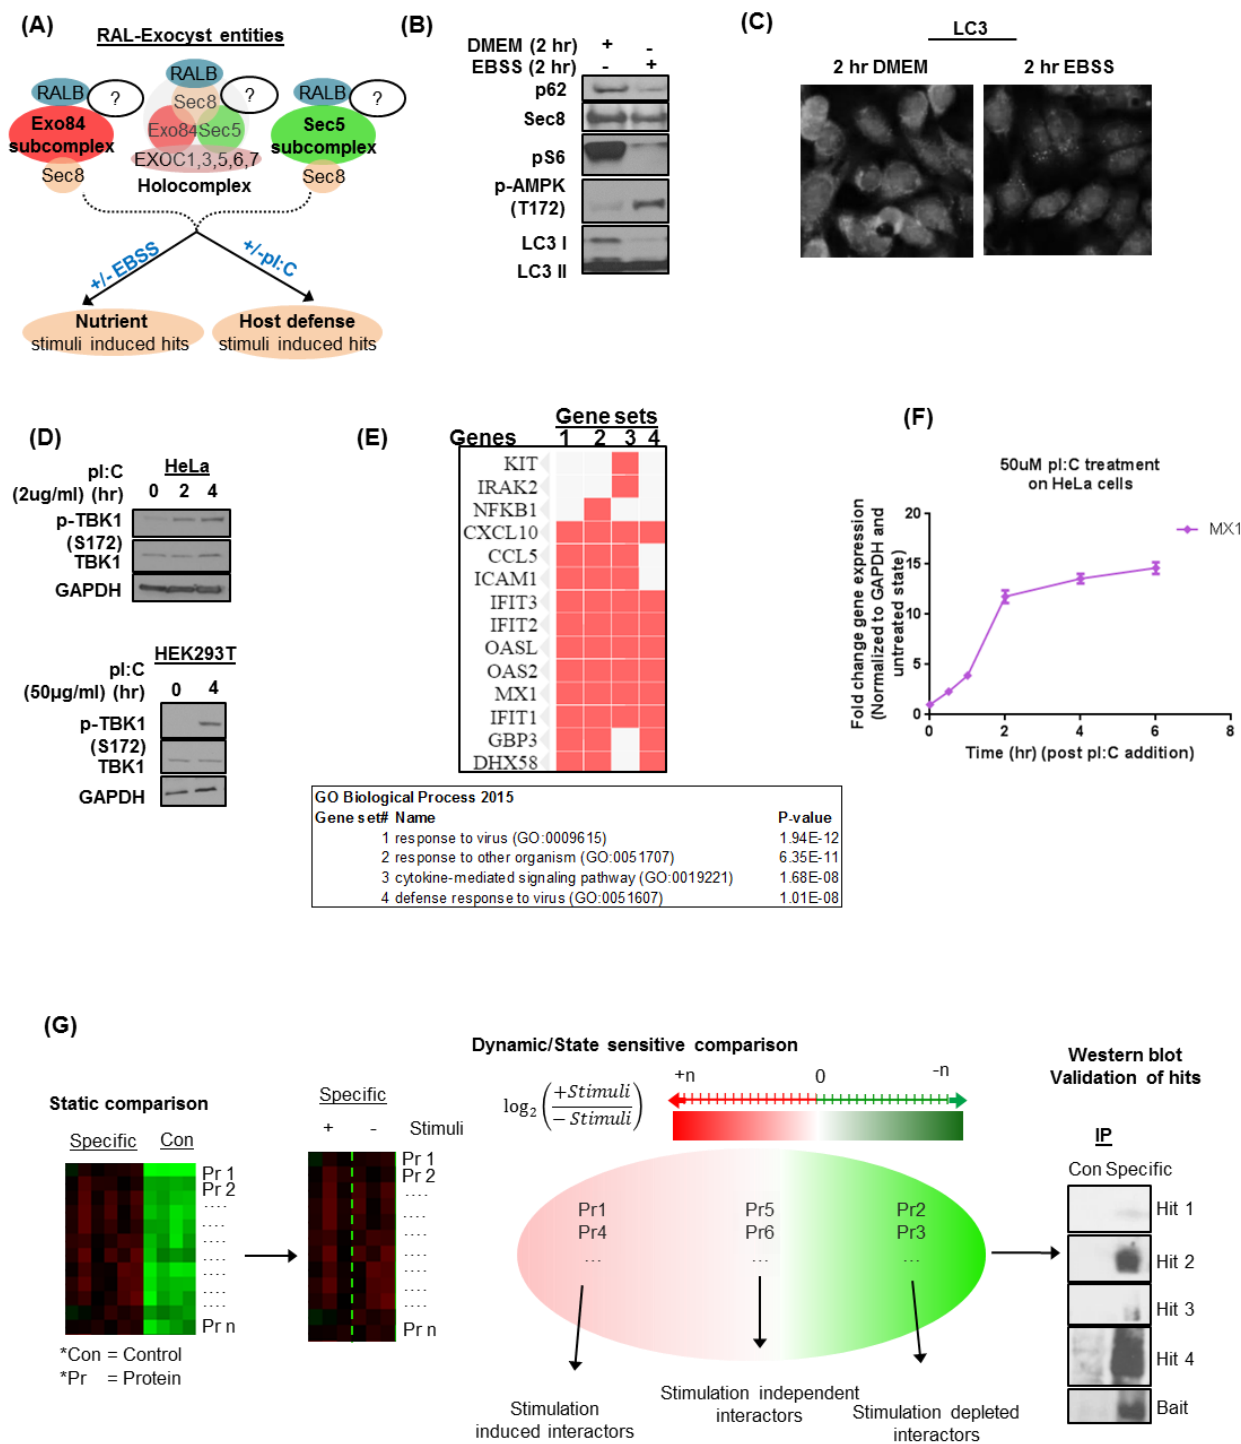 (A)
RAL-Exocyst entities
RALB
?
Exo84
subcomplex
Sec8
RALB
Sec8
?
Exo84 Sec5
EXOC1,3,5,6,7
Holocomplex
RALB
?
Sec5
subcomplex
Sec8
+/- EBSS
+/-pI:C
Nutrient
stimuli induced hits
Host defense
stimuli induced hits
(B)
DMEM (2 hr) + -
EBSS (2 hr) - +
p62
Sec8
pS6
p-AMPK
(T172)
LC3 I
LC3 II
(C)
LC3
2 hr DMEM
2 hr EBSS
(D)
HeLa
pI:C
(2ug/ml) (hr) 0 2 4
p-TBK1
(S172)
TBK1
GAPDH
HEK293T
pI:C
(50µg/ml) (hr) 0 4
p-TBK1
(S172)
TBK1
GAPDH
(E)
Gene sets
Genes 1 2 3 4
KIT
IRAK2
NFKB1
CXCL10
CCL5
ICAM1
IFIT3
IFIT2
OASL
OAS2
MX1
IFIT1
GBP3
DHX58
GO Biological Process 2015
Gene set# Name P-value
1 response to virus (GO:0009615) 1.94E-12
2 response to other organism (GO:0051707) 6.35E-11
3 cytokine-mediated signaling pathway (GO:0019221) 1.68E-08
4 defense response to virus (GO:0051607) 1.01E-08
(F)
50uM pI:C treatment
on HeLa cells
MX1
Fold change gene expression
(Normalized to GAPDH and
untreated state)
20
15
10
5
0
0 2 4 6 8
Time (hr) (post pI:C addition)
(G)
Static comparison
Specific Con
Pr 1
Pr 2
....
....
....
....
....
....
Pr n
*Con = Control
*Pr = Protein
Specific
+ - Stimuli
Pr 1
Pr 2
....
....
....
....
....
....
Pr n
Dynamic/State sensitive comparison
log2 (+Stimuli / − Stimuli)
+n 0 -n
Pr1
Pr4
...
Pr5
Pr6
...
Pr2
Pr3
...
Stimulation
induced interactors
Stimulation independent
interactors
Stimulation depleted
interactors
Western blot
Validation of hits
IP
Con Specific
Hit 1
Hit 2
Hit 3
Hit 4
Bait